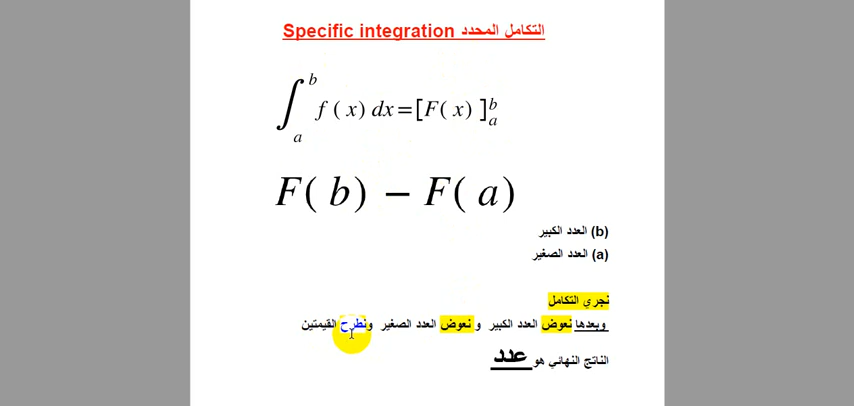 Specific integration التكامل المحدد
∫_a^b f(x) dx=[F(x)]_a^b
F(b) − F(a)
(b) العدد الكبير
(a) العدد الصغير
نجري التكامل
وبعدها نعوض العدد الكبير و نعوض العدد الصغير ونطرح القيمتين
الناتج النهائي هو عدد